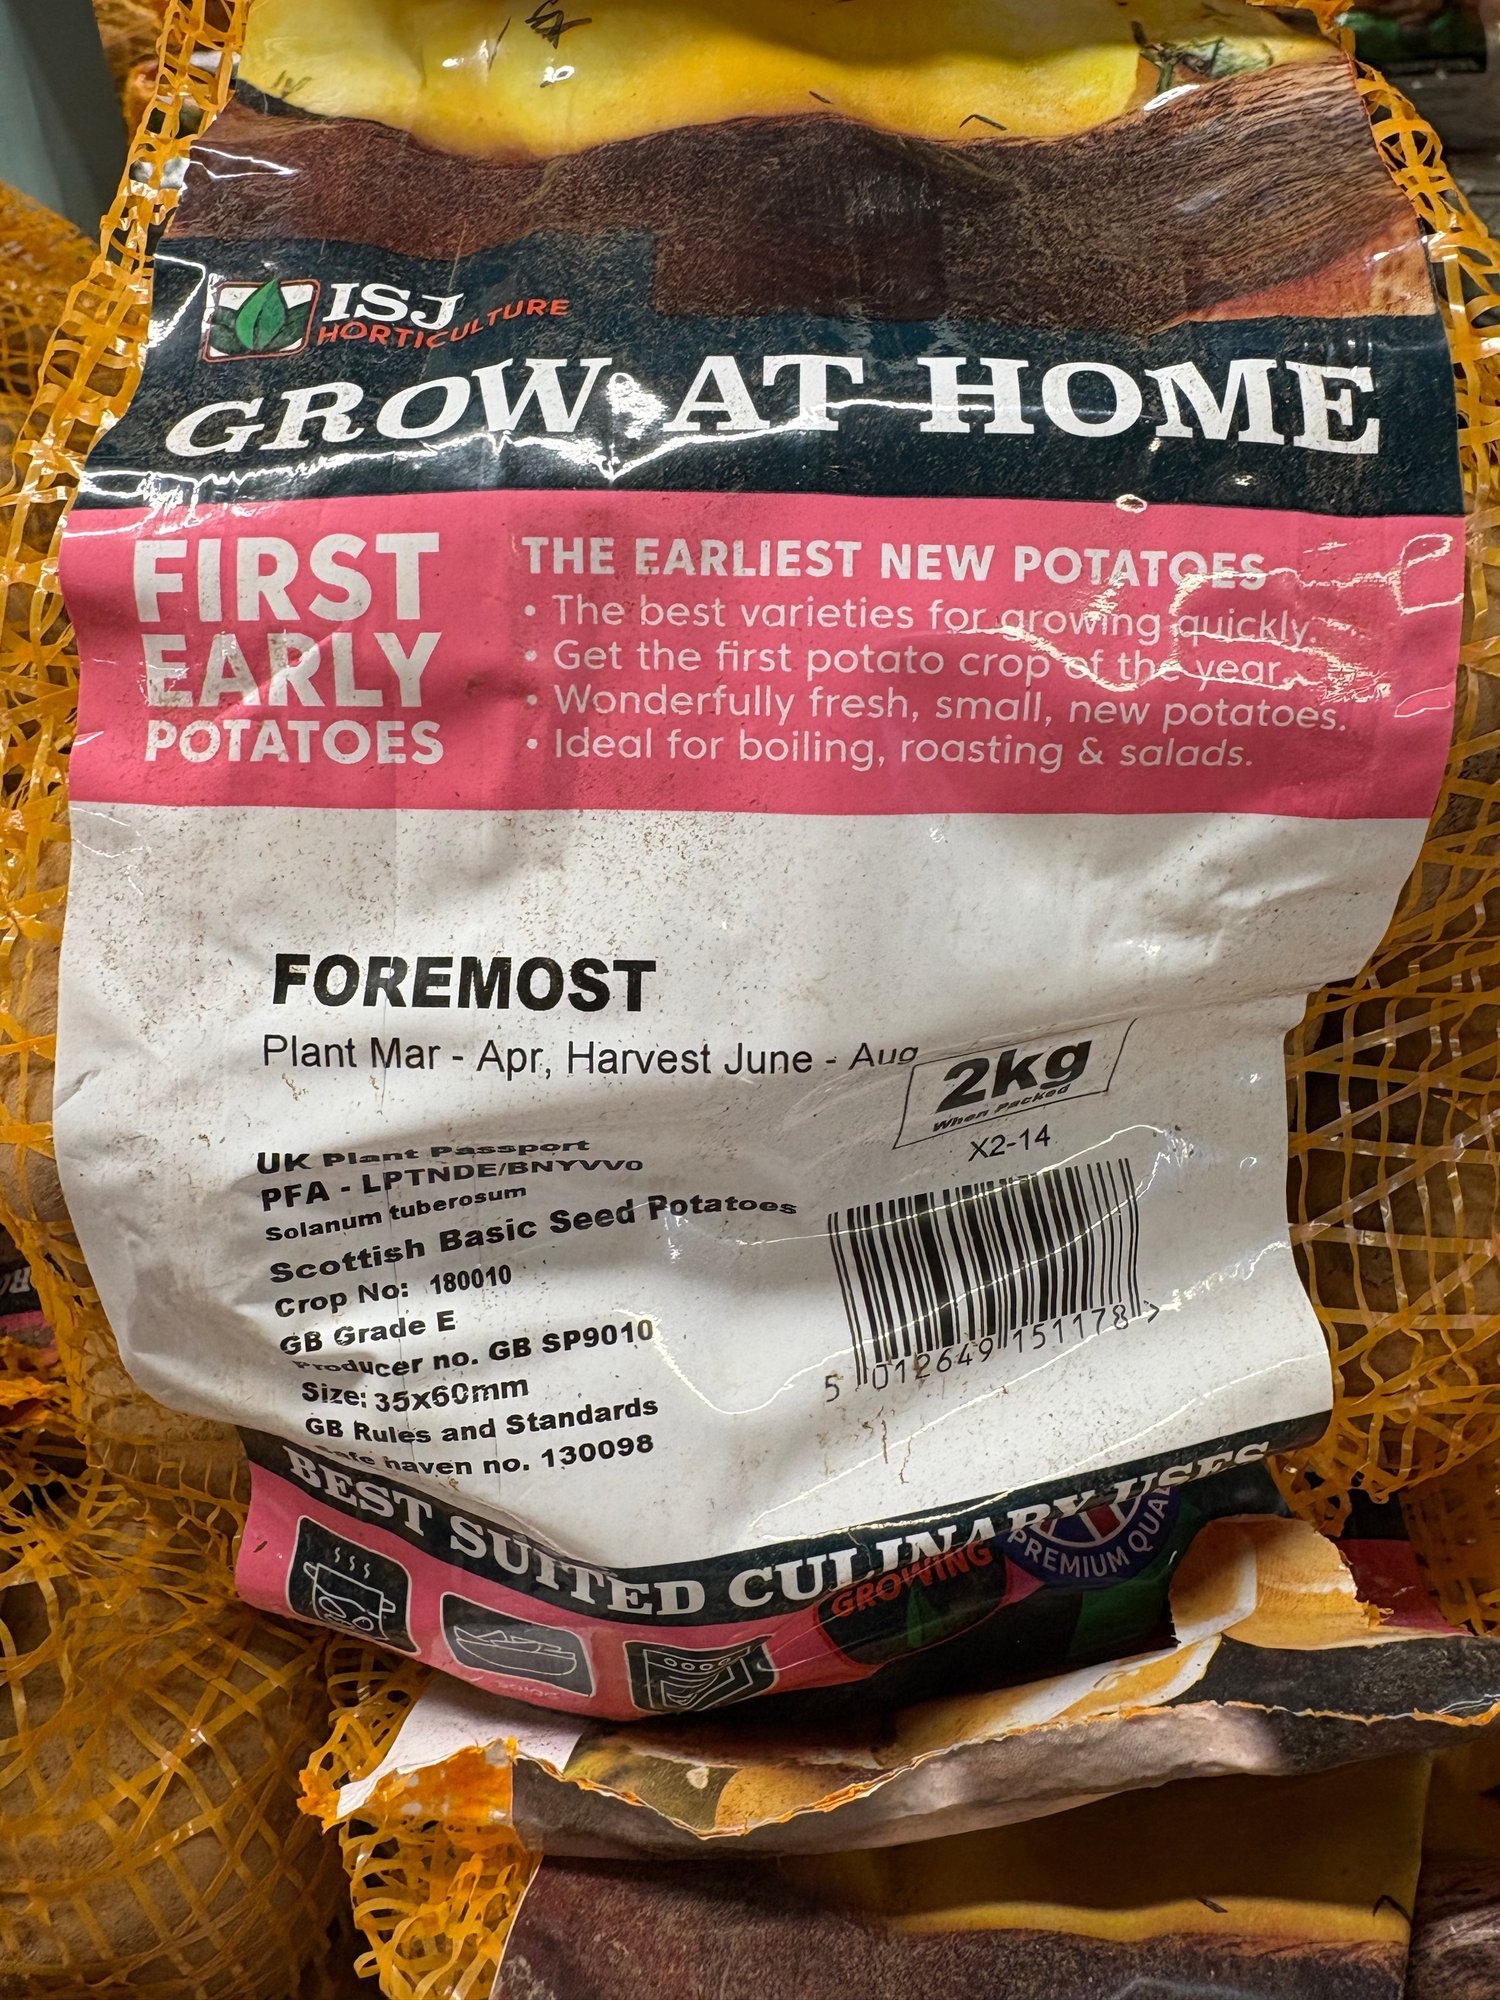 ISJ
HORTICULTURE
GROW AT HOME
FIRST
EARLY
POTATOES
THE EARLIEST NEW POTATOES
• The best varieties for growing quickly.
• Get the first potato crop of the year.
• Wonderfully fresh, small, new potatoes.
• Ideal for boiling, roasting & salads.
FOREMOST
Plant Mar - Apr, Harvest June - Aug
2kg
When Packed
X2-14
UK Plant Passport
PFA - LPTNDE/BNYVVo
Solanum tuberosum
Scottish Basic Seed Potatoes
Crop No: 180010
GB Grade E
Producer no. GB SP9010
Size: 35x60mm
GB Rules and Standards
Safe haven no. 130098
5 012649 151178 >
BEST SUITED CULINARY USES
GROWING
PREMIUM